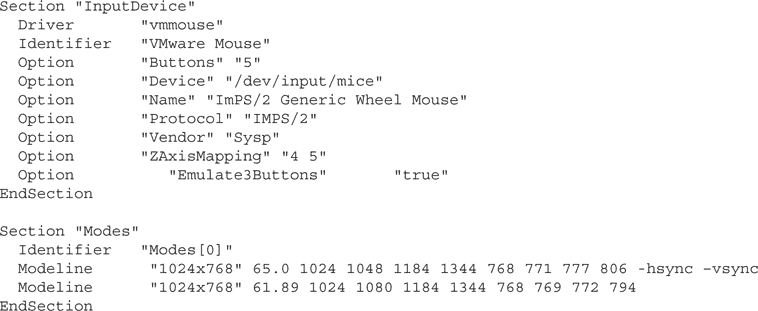 Section "InputDevice"
  Driver       "vmmouse"
  Identifier   "VMware Mouse"
  Option       "Buttons" "5"
  Option       "Device" "/dev/input/mice"
  Option       "Name" "ImPS/2 Generic Wheel Mouse"
  Option       "Protocol" "IMPS/2"
  Option       "Vendor" "Sysp"
  Option       "ZAxisMapping" "4 5"
  Option          "Emulate3Buttons"       "true"
EndSection

Section "Modes"
  Identifier   "Modes[0]"
  Modeline      "1024x768" 65.0 1024 1048 1184 1344 768 771 777 806 -hsync –vsync
  Modeline      "1024x768" 61.89 1024 1080 1184 1344 768 769 772 794
EndSection